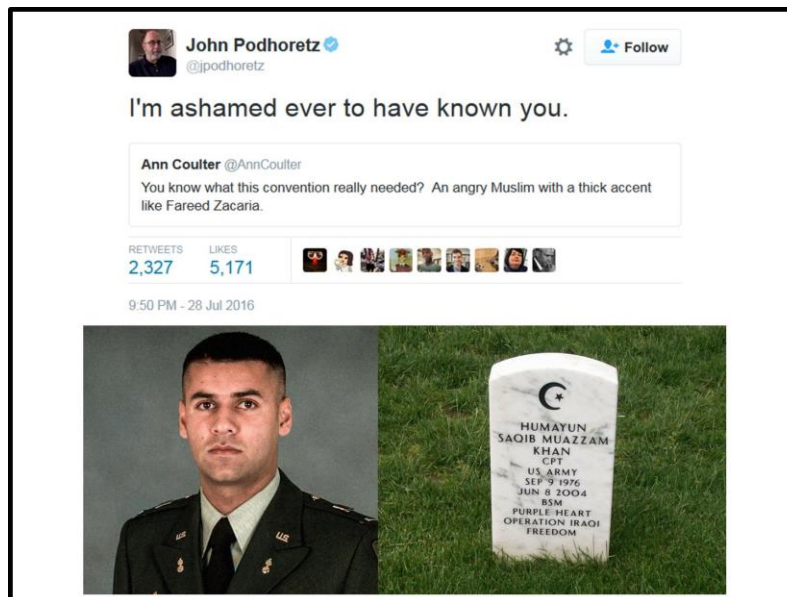 John Podhoretz
@jpodhoretz
Follow
I'm ashamed ever to have known you.
Ann Coulter @AnnCoulter
You know what this convention really needed? An angry Muslim with a thick accent
like Fareed Zacaria.
RETWEETS LIKES
2,327 5,171
9:50 PM - 28 Jul 2016
U.S. U.S.
HUMAYUN
SAQIB MUAZZAM
KHAN
CPT
US ARMY
SEP 9 1976
JUN 8 2004
BSM
PURPLE HEART
OPERATION IRAQI
FREEDOM